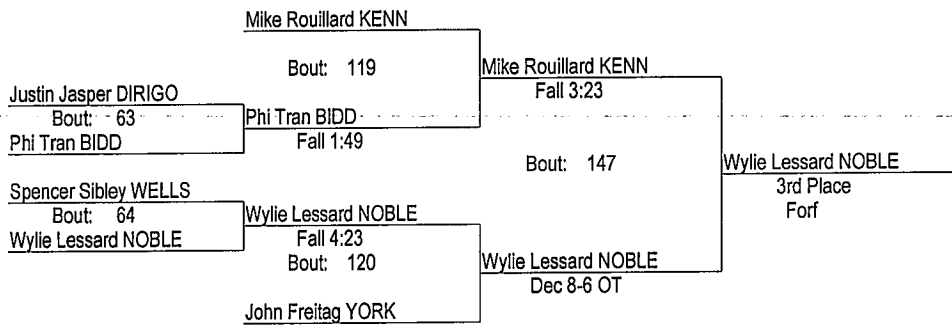 Mike Rouillard KENN
Bout: 119
Mike Rouillard KENN
Fall 3:23
Justin Jasper DIRIGO
Bout: 63
Phi Tran BIDD
Phi Tran BIDD
Fall 1:49
Bout: 147
Wylie Lessard NOBLE
3rd Place
Forf
Spencer Sibley WELLS
Bout: 64
Wylie Lessard NOBLE
Wylie Lessard NOBLE
Fall 4:23
Bout: 120
Wylie Lessard NOBLE
Dec 8-6 OT
John Freitag YORK